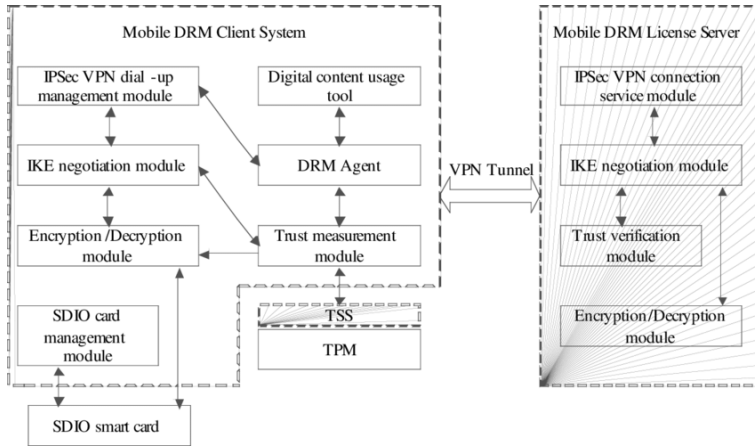 Mobile DRM Client System
Mobile DRM License Server
IPSec VPN dial -up
management module
Digital content usage
tool
IPSec VPN connection
service module
IKE negotiation module
DRM Agent
VPN Tunnel
IKE negotiation module
Encryption /Decryption
module
Trust measurement
module
Trust verification
module
SDIO card
management
module
TSS
TPM
Encryption/Decryption
module
SDIO smart card